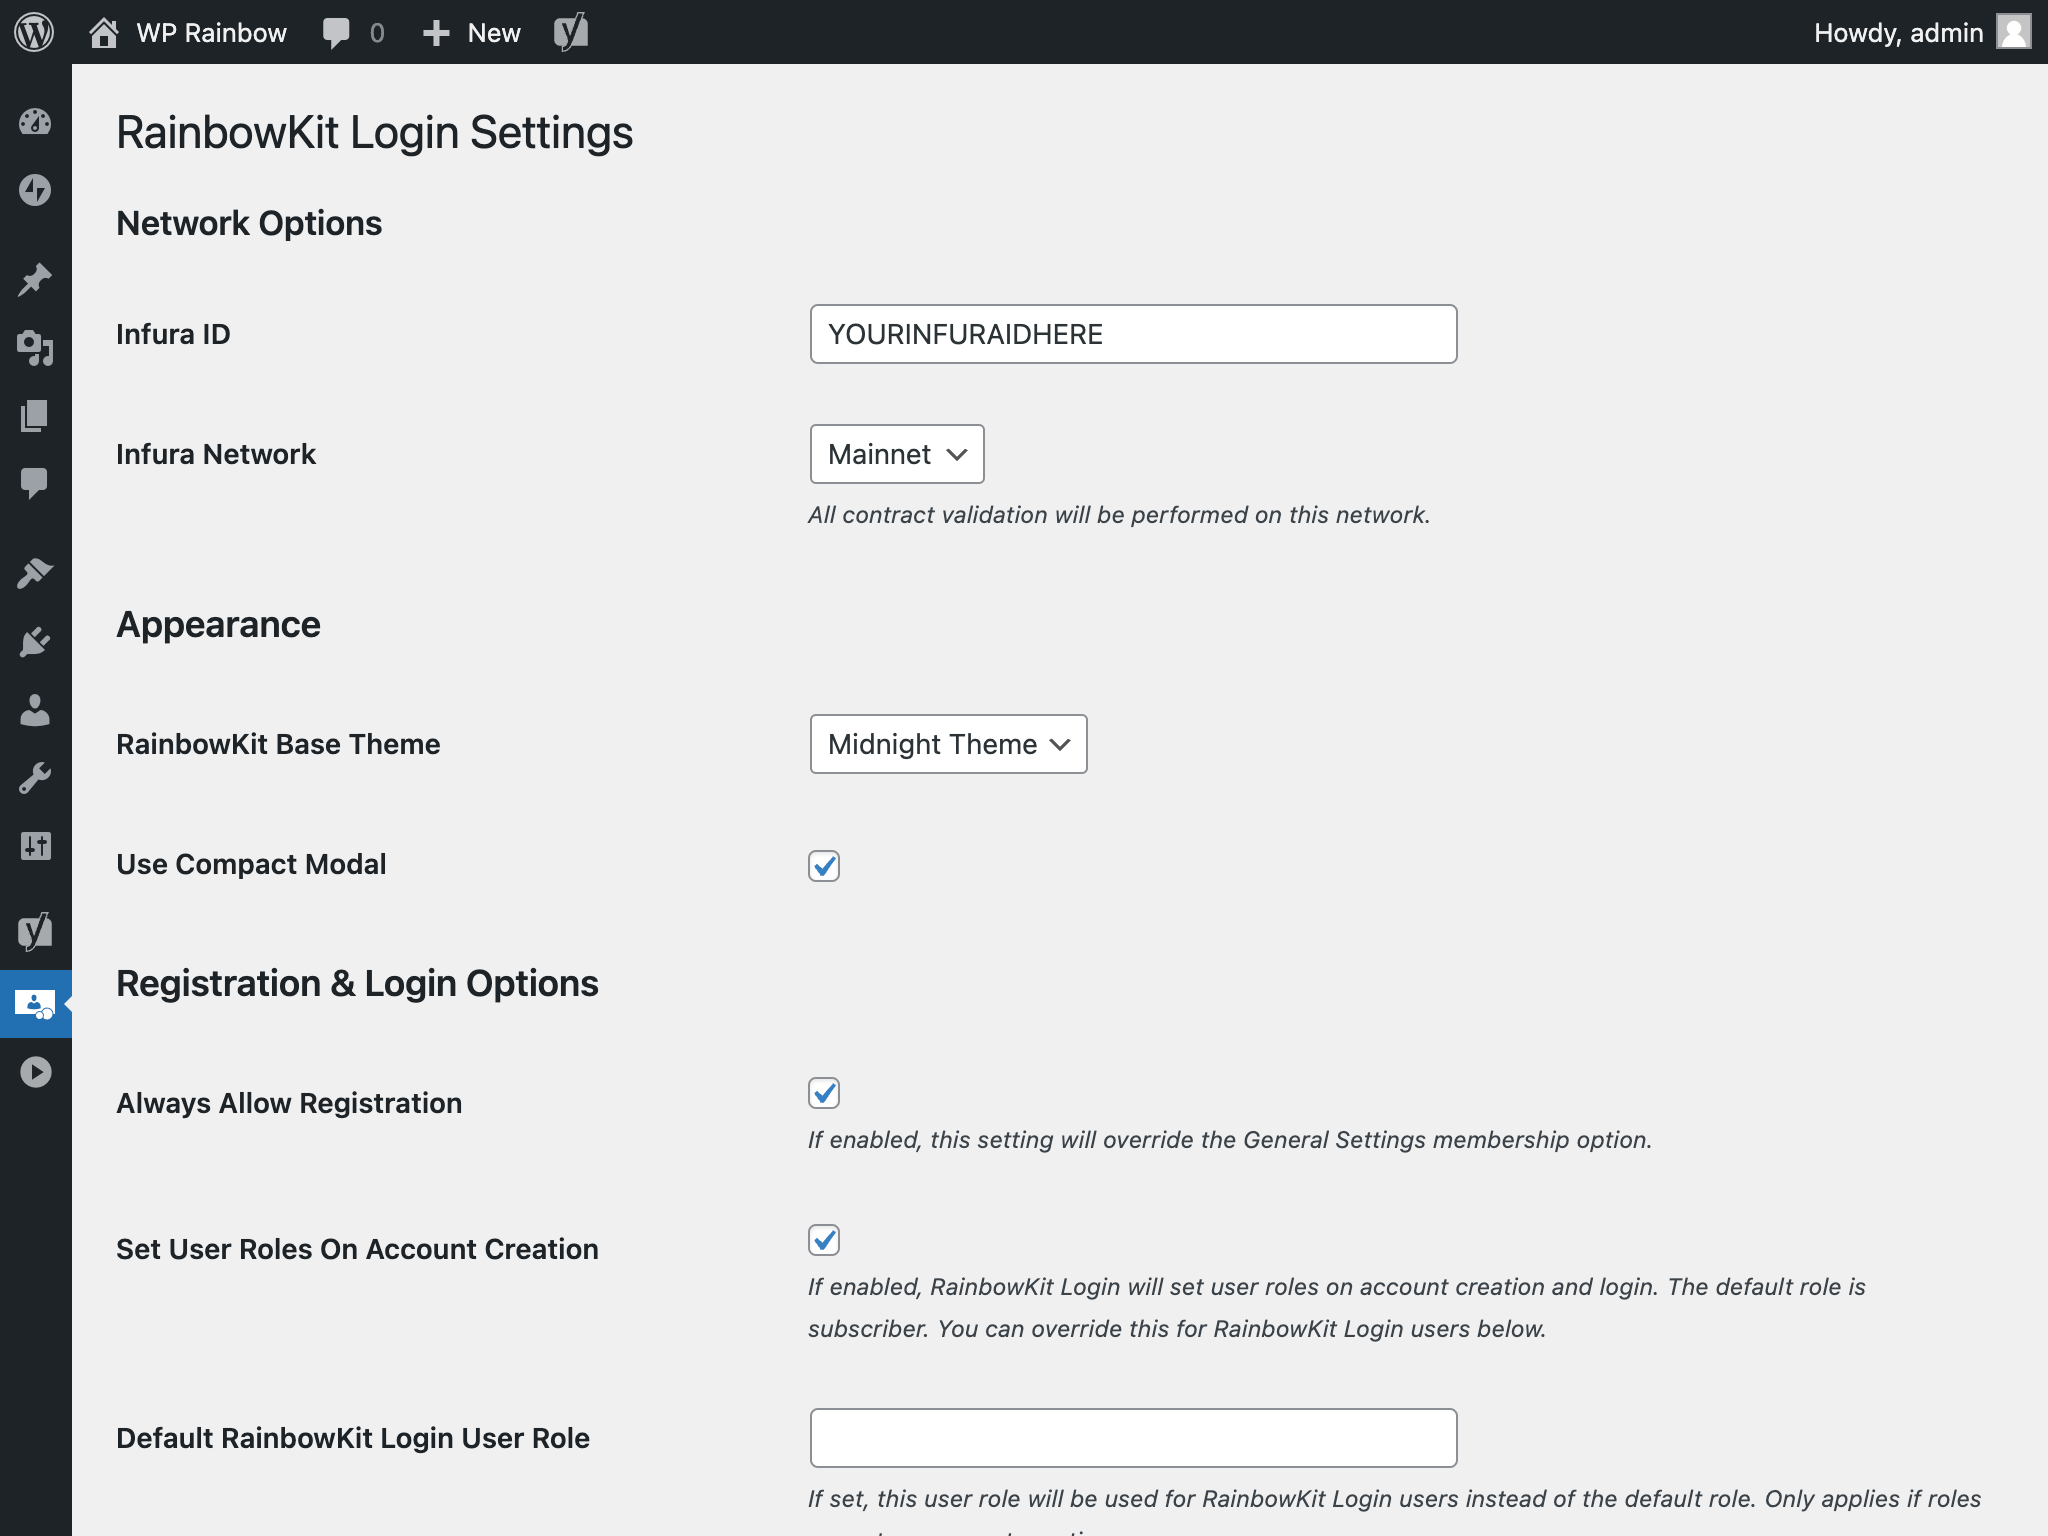 WP Rainbow 0 New Howdy, admin
RainbowKit Login Settings
Network Options
Infura ID YOURINFURAIDHERE
Infura Network Mainnet
All contract validation will be performed on this network.
Appearance
RainbowKit Base Theme Midnight Theme
Use Compact Modal
Registration & Login Options
Always Allow Registration
If enabled, this setting will override the General Settings membership option.
Set User Roles On Account Creation
If enabled, RainbowKit Login will set user roles on account creation and login. The default role is
subscriber. You can override this for RainbowKit Login users below.
Default RainbowKit Login User Role
If set, this user role will be used for RainbowKit Login users instead of the default role. Only applies if roles